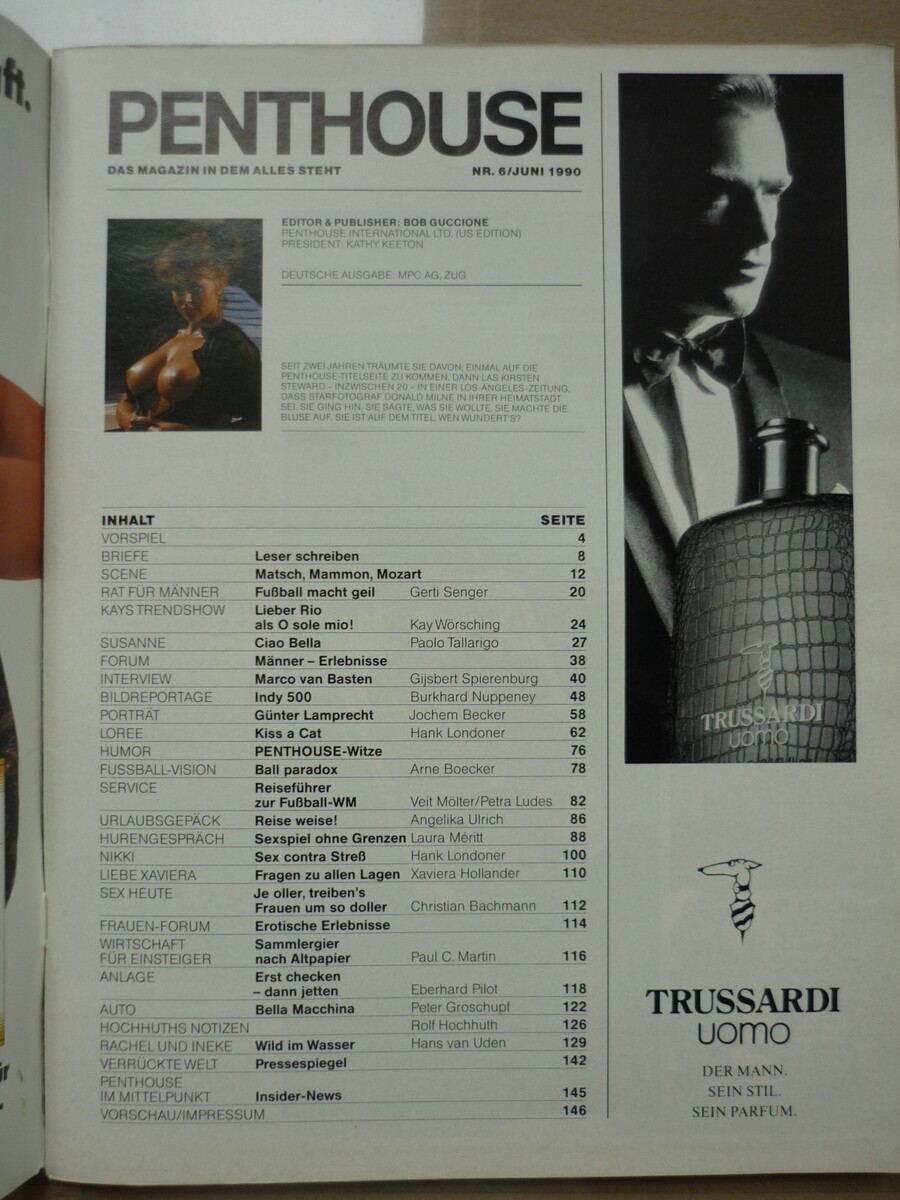 ft.
PENTHOUSE
DAS MAGAZIN IN DEM ALLES STEHT NR. 6/JUNI 1990
EDITOR & PUBLISHER: BOB GUCCIONE
PENTHOUSE INTERNATIONAL LTD. (US EDITION)
PRESIDENT: KATHY KEETON
DEUTSCHE AUSGABE: MPC AG, ZUG
SEIT ZWEI JAHREN TRÄUMTE SIE DAVON, EINMAL AUF DIE
PENTHOUSE-TITELSEITE ZU KOMMEN. DANN LAS KIRSTEN
STEWARD – INZWISCHEN 20 – IN EINER LOS-ANGELES-ZEITUNG,
DASS STARFOTOGRAF DONALD MILNE IN IHRER HEIMATSTADT
SEI. SIE GING HIN. SIE SAGTE, WAS SIE WOLLTE. SIE MACHTE DIE
BLUSE AUF. SIE IST AUF DEM TITEL. WEN WUNDERT'S?
INHALT SEITE
VORSPIEL 4
BRIEFE Leser schreiben 8
SCENE Matsch, Mammon, Mozart 12
RAT FÜR MÄNNER Fußball macht geil Gerti Senger 20
KAYS TRENDSHOW Lieber Rio
als O sole mio! Kay Wörsching 24
SUSANNE Ciao Bella Paolo Tallarigo 27
FORUM Männer – Erlebnisse 38
INTERVIEW Marco van Basten Gijsbert Spierenburg 40
BILDREPORTAGE Indy 500 Burkhard Nuppeney 48
PORTRÄT Günter Lamprecht Jochem Becker 58
LOREE Kiss a Cat Hank Londoner 62
HUMOR PENTHOUSE-Witze 76
FUSSBALL-VISION Ball paradox Arne Boecker 78
SERVICE Reiseführer
zur Fußball-WM Veit Mölter/Petra Ludes 82
URLAUBSGEPÄCK Reise weise! Angelika Ulrich 86
HURENGESPRÄCH Sexspiel ohne Grenzen Laura Méritt 88
NIKKI Sex contra Streß Hank Londoner 100
LIEBE XAVIERA Fragen zu allen Lagen Xaviera Hollander 110
SEX HEUTE Je oller, treiben's
Frauen um so doller Christian Bachmann 112
FRAUEN-FORUM Erotische Erlebnisse 114
WIRTSCHAFT Sammlergier
FÜR EINSTEIGER nach Altpapier Paul C. Martin 116
ANLAGE Erst checken
– dann jetten Eberhard Pilot 118
AUTO Bella Macchina Peter Groschupf 122
HOCHHUTHS NOTIZEN Rolf Hochhuth 126
RACHEL UND INEKE Wild im Wasser Hans van Uden 129
VERRÜCKTE WELT Pressespiegel 142
PENTHOUSE
IM MITTELPUNKT Insider-News 145
VORSCHAU/IMPRESSUM 146
TRUSSARDI
uomo
TRUSSARDI
uomo
DER MANN.
SEIN STIL.
SEIN PARFUM.